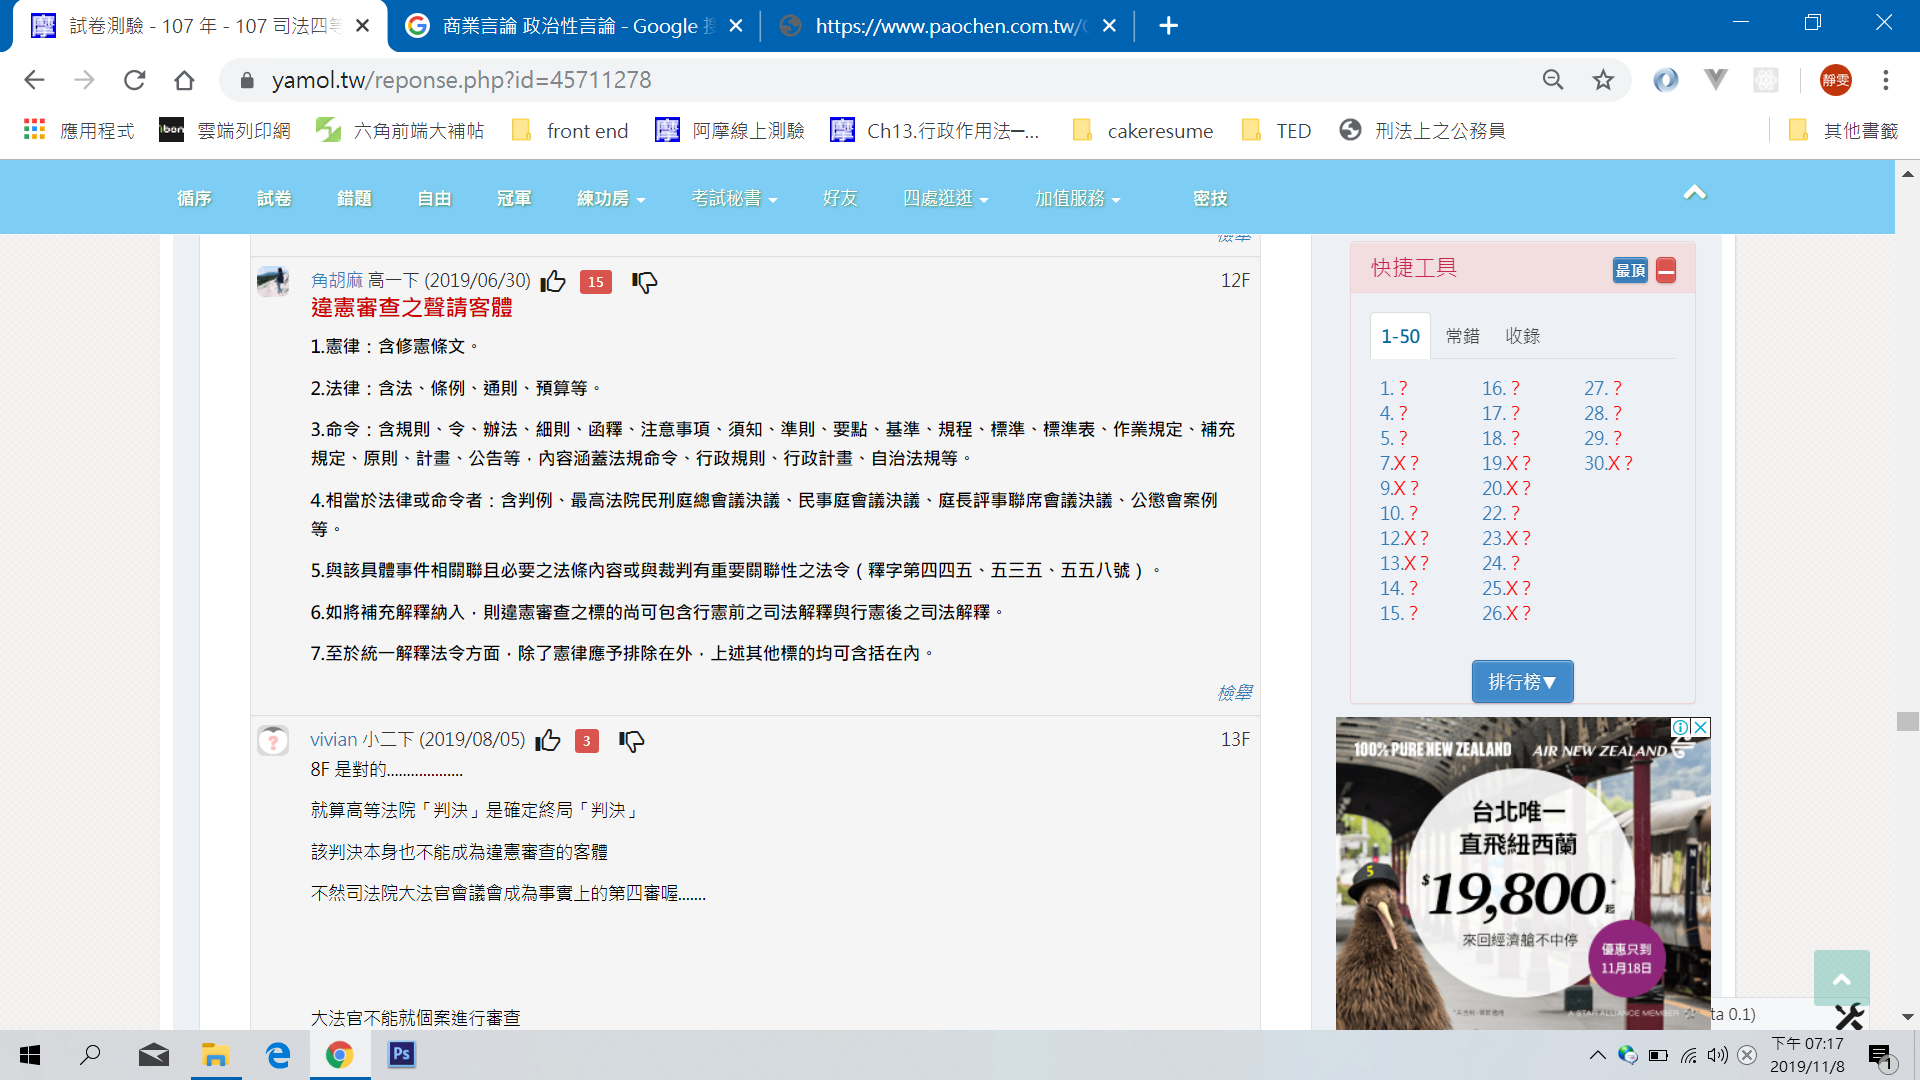 試卷測驗 - 107 年 - 107 司法四等
商業言論 政治性言論 - Google 搜
https://www.paochen.com.tw/
yamol.tw/reponse.php?id=45711278
靜雯
應用程式
ibon
雲端列印網
六角前端大補帖
front end
阿摩線上測驗
Ch13.行政作用法─...
cakeresume
TED
刑法上之公務員
其他書籤
循序
試卷
錯題
自由
冠軍
練功房
考試秘書
好友
四處逛逛
加值服務
密技
檢舉
角胡麻 高一下 (2019/06/30) 15
12F
違憲審查之聲請客體
1.憲律：含修憲條文。
2.法律：含法、條例、通則、預算等。
3.命令：含規則、令、辦法、細則、函釋、注意事項、須知、準則、要點、基準、規程、標準、標準表、作業規定、補充
規定、原則、計畫、公告等，內容涵蓋法規命令、行政規則、行政計畫、自治法規等。
4.相當於法律或命令者：含判例、最高法院民刑庭總會議決議、民事庭會議決議、庭長評事聯席會議決議、公懲會案例
等。
5.與該具體事件相關聯且必要之法條內容或與裁判有重要關聯性之法令（釋字第四四五、五三五、五五八號）。
6.如將補充解釋納入，則違憲審查之標的尚可包含行憲前之司法解釋與行憲後之司法解釋。
7.至於統一解釋法令方面，除了憲律應予排除在外，上述其他標的均可含括在內。
檢舉
vivian 小二下 (2019/08/05) 3
13F
8F 是對的...................
就算高等法院「判決」是確定終局「判決」
該判決本身也不能成為違憲審查的客體
不然司法院大法官會議會成為事實上的第四審喔.......
大法官不能就個案進行審查
快捷工具
最頂
1-50
常錯
收錄
1. ?
4. ?
5. ?
7.X ?
9.X ?
10. ?
12.X ?
13.X ?
14. ?
15. ?
16. ?
17. ?
18. ?
19.X ?
20.X ?
22. ?
23.X ?
24. ?
25.X ?
26.X ?
27. ?
28. ?
29. ?
30.X ?
排行榜▼
100% PURE NEW ZEALAND
AIR NEW ZEALAND
台北唯一
直飛紐西蘭
$19,800*起
來回經濟艙不中停
優惠只到
11月18日
5
A STAR ALLIANCE MEMBER
ta 0.1)
Ps
下午 07:17
2019/11/8
1